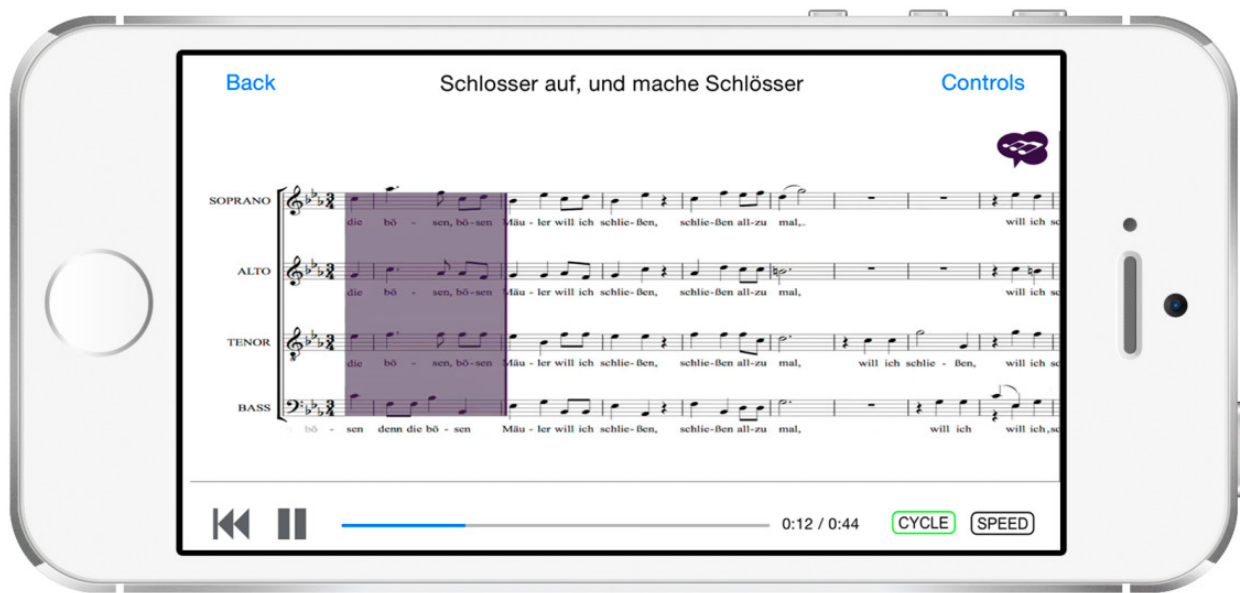 Back Schlosser auf, und mache Schlösser Controls
SOPRANO
die bö - sen, bö-sen Mäu - ler will ich schlie-ßen, schlie-ßen all-zu mal, will ich
ALTO
die bö - sen, bö-sen Mäu - ler will ich schlie-ßen, schlie-ßen all-zu mal, will ich
TENOR
die bö - sen, bö-sen Mäu - ler will ich schlie-ßen, schlie-ßen all-zu mal, will ich schlie - ßen, will ich
BASS
bö - sen denn die bö - sen Mäu - ler will ich schlie-ßen, schlie-ßen all-zu mal, will ich will ich,
0:12 / 0:44 CYCLE SPEED